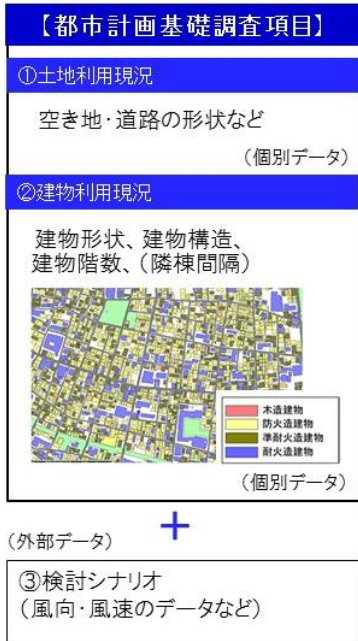 【都市計画基礎調査項目】
①土地利用現況
空き地・道路の形状など
（個別データ）
②建物利用現況
建物形状、建物構造、
建物階数、（隣棟間隔）
木造建物
防火造建物
準耐火造建物
耐火造建物
（個別データ）
+
（外部データ）
③検討シナリオ
（風向・風速のデータなど）